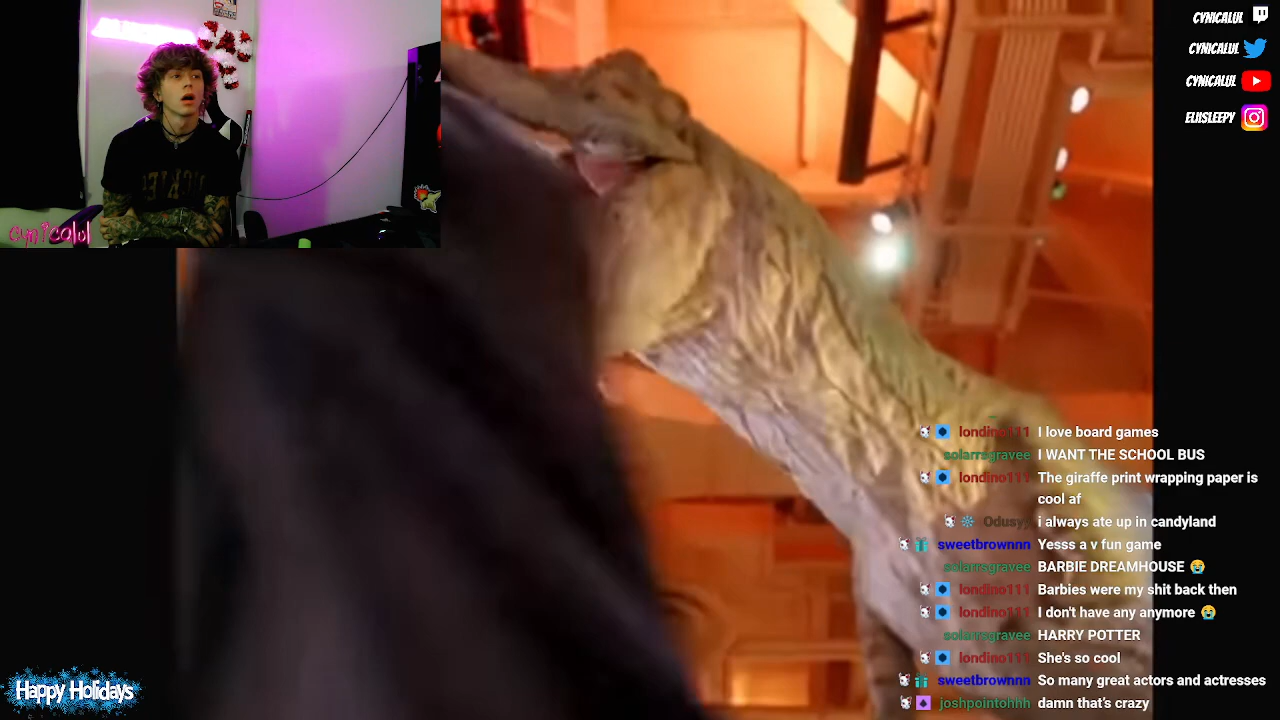 CYNICALUL
CYNICALUL
CYNICALUL
ELIISLEEPY
cynicalul
londino111 I love board games
solarrsgravee I WANT THE SCHOOL BUS
londino111 The giraffe print wrapping paper is
cool af
i always ate up in candyland
sweetbrownnn Yesss a v fun game
solarrsgravee BARBIE DREAMHOUSE 😭
londino111 Barbies were my shit back then
londino111 I don't have any anymore 😭
solarrsgravee HARRY POTTER
londino111 She's so cool
sweetbrownnn So many great actors and actresses
joshpointohhh damn that's crazy
Happy Holidays